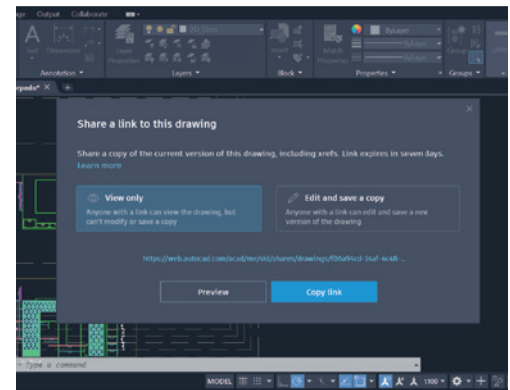 Output Collaborate
Annotation
Layers
Block
Properties
Groups
Share a link to this drawing
Share a copy of the current version of this drawing, including xrefs. Link expires in seven days.
Learn more
View only
Anyone with a link can view the drawing, but
can't modify or save a copy
Edit and save a copy
Anyone with a link can edit and save a new
version of the drawing
Preview
Copy link
Type a command
MODEL